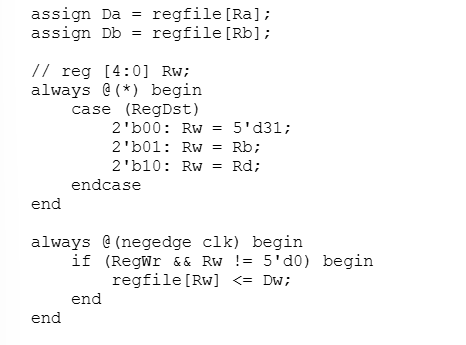 assign Da = regfile[Ra];
assign Db = regfile[Rb];

// reg [4:0] Rw;
always @(*) begin
    case (RegDst)
        2'b00: Rw = 5'd31;
        2'b01: Rw = Rb;
        2'b10: Rw = Rd;
    endcase
end

always @(negedge clk) begin
    if (RegWr && Rw != 5'd0) begin
        regfile[Rw] <= Dw;
    end
end